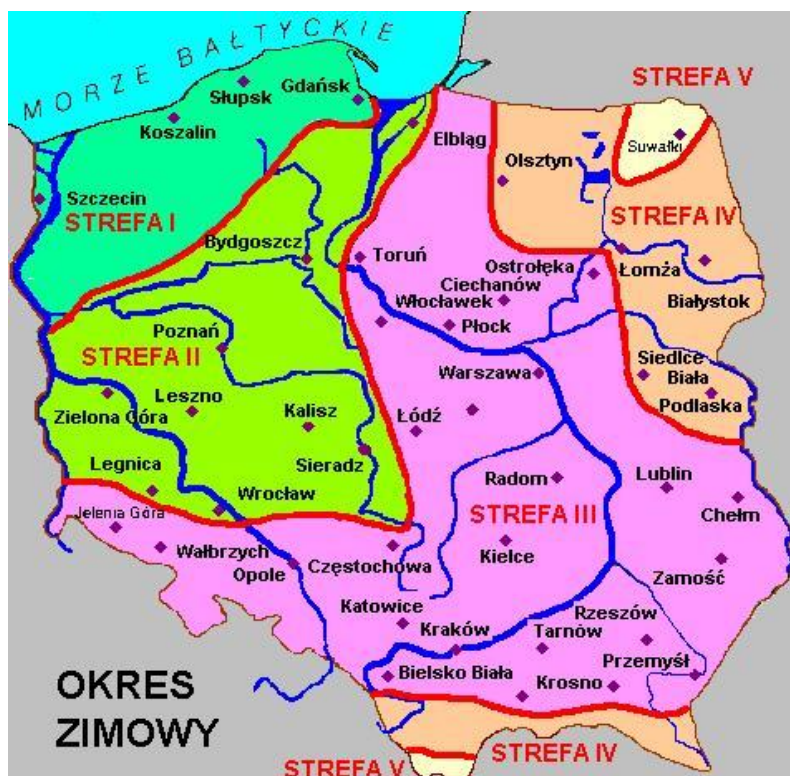 MORZE BAŁTYCKIE
STREFA V
Słupsk
Gdańsk
Koszalin
Elbląg
Suwałki
Olsztyn
Szczecin
STREFA I
STREFA IV
Bydgoszcz
Toruń
Ostrołęka
Łomża
Ciechanów
Włocławek
Białystok
Płock
Poznań
STREFA II
Siedlce
Warszawa
Biała
Podlaska
Leszno
Zielona Góra
Kalisz
Łódź
Sieradz
Legnica
Radom
Lublin
Wrocław
Chełm
Jelenia Góra
STREFA III
Wałbrzych
Częstochowa
Kielce
Opole
Zamość
Katowice
Rzeszów
Kraków
Tarnów
Przemyśl
Bielsko Biała
Krosno
OKRES
ZIMOWY
STREFA IV
STREFA V